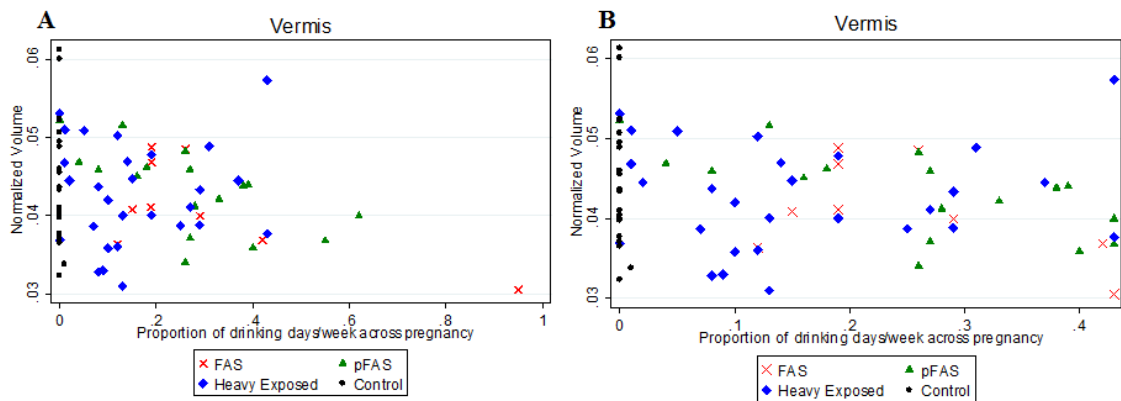 A
Vermis
Normalized Volume
.06
.05
.04
.03
0
.2
.4
.6
.8
1
Proportion of drinking days/week across pregnancy
FAS
pFAS
Heavy Exposed
Control
B
Vermis
Normalized Volume
.06
.05
.04
.03
0
.1
.2
.3
.4
Proportion of drinking days/week across pregnancy
FAS
pFAS
Heavy Exposed
Control